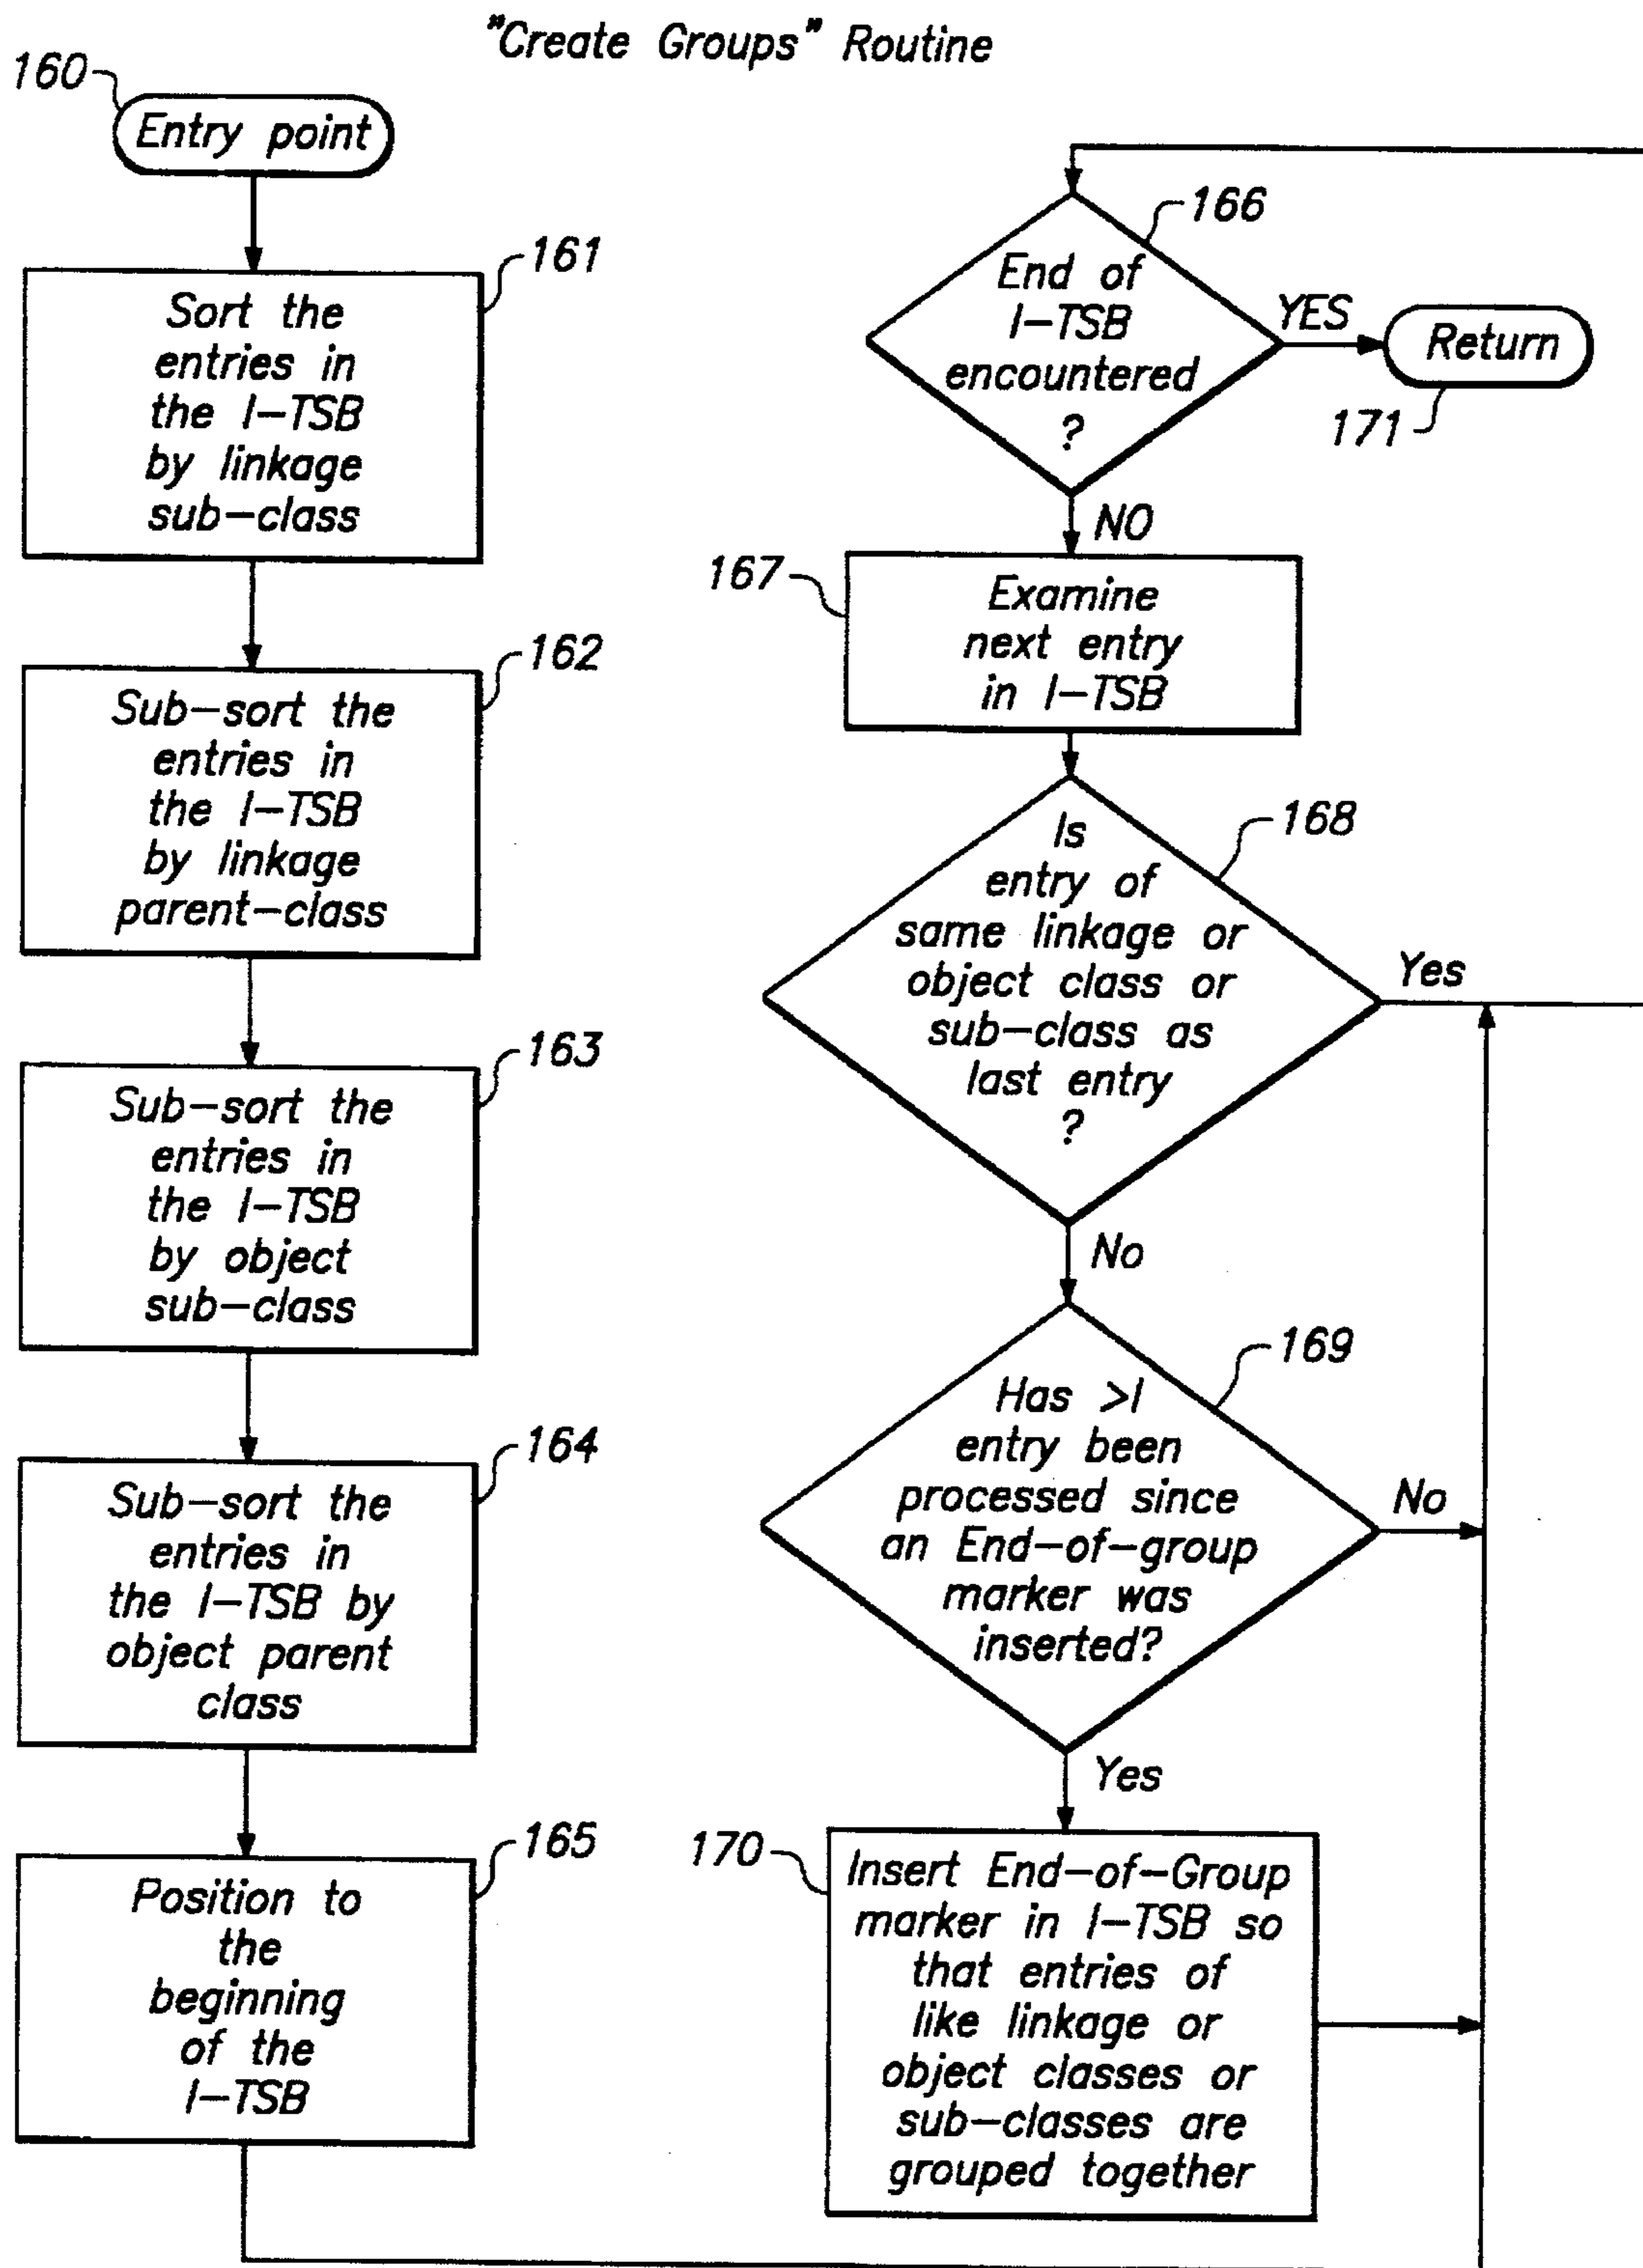 "Create Groups" Routine
160
Entry point
161
Sort the
entries in
the I-TSB
by linkage
sub-class
162
Sub-sort the
entries in
the I-TSB
by linkage
parent-class
163
Sub-sort the
entries in
the I-TSB
by object
sub-class
164
Sub-sort the
entries in
the I-TSB by
object parent
class
165
Position to
the
beginning
of the
I-TSB
166
End of
I-TSB
encountered
?
YES
Return
171
NO
167
Examine
next entry
in I-TSB
168
Is
entry of
same linkage or
object class or
sub-class as
last entry
?
Yes
No
169
Has >I
entry been
processed since
an End-of-group
marker was
inserted?
No
Yes
170
Insert End-of-Group
marker in I-TSB so
that entries of
like linkage or
object classes or
sub-classes are
grouped together